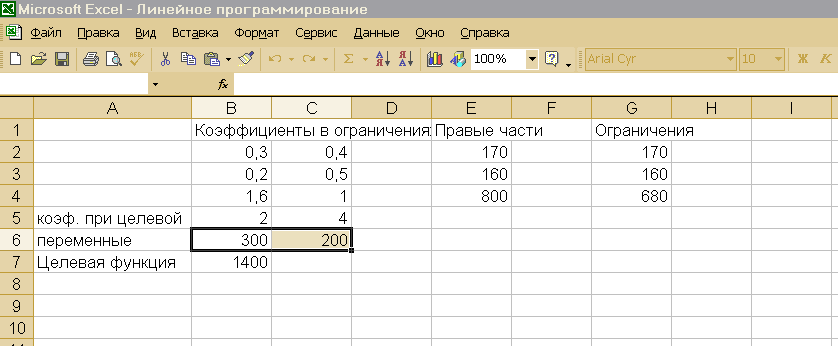 Microsoft Excel - Линейное программирование
Файл Правка Вид Вставка Формат Сервис Данные Окно Справка
100% Arial Cyr 10 Ж К
fx
A B C D E F G H I
1 Коэффициенты в ограничения Правые части Ограничения
2 0,3 0,4 170 170
3 0,2 0,5 160 160
4 1,6 1 800 680
5 коэф. при целевой 2 4
6 переменные 300 200
7 Целевая функция 1400
8
9
10